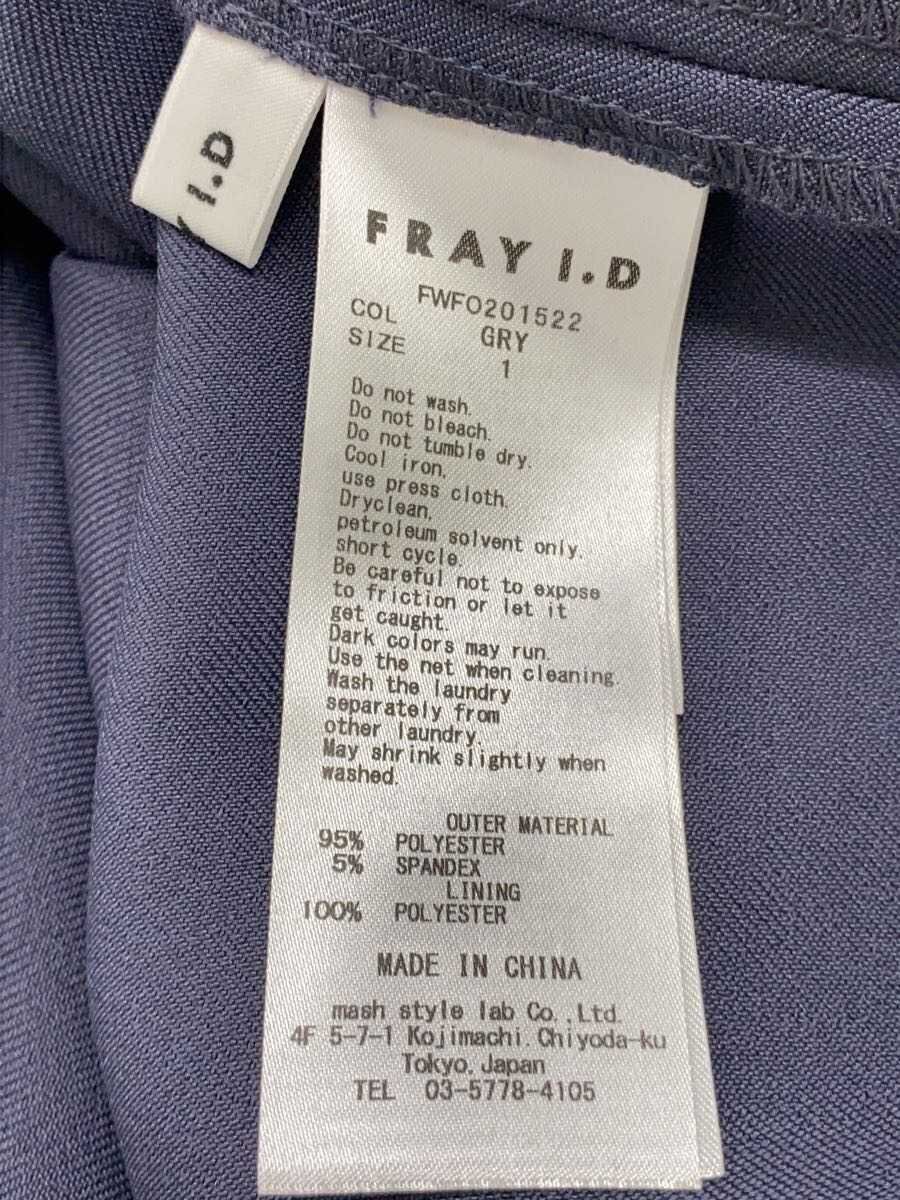 Y I.D
FRAY I.D
FWFO201522
COL GRY
SIZE 1
Do not wash.
Do not bleach.
Do not tumble dry.
Cool iron.
use press cloth.
Dryclean.
petroleum solvent only.
short cycle.
Be careful not to expose
to friction or let it
get caught.
Dark colors may run.
Use the net when cleaning.
Wash the laundry
separately from
other laundry.
May shrink slightly when
washed.
OUTER MATERIAL
95% POLYESTER
5% SPANDEX
LINING
100% POLYESTER
MADE IN CHINA
mash style lab Co.,Ltd.
4F 5-7-1 Kojimachi.Chiyoda-ku
Tokyo.Japan
TEL 03-5778-4105